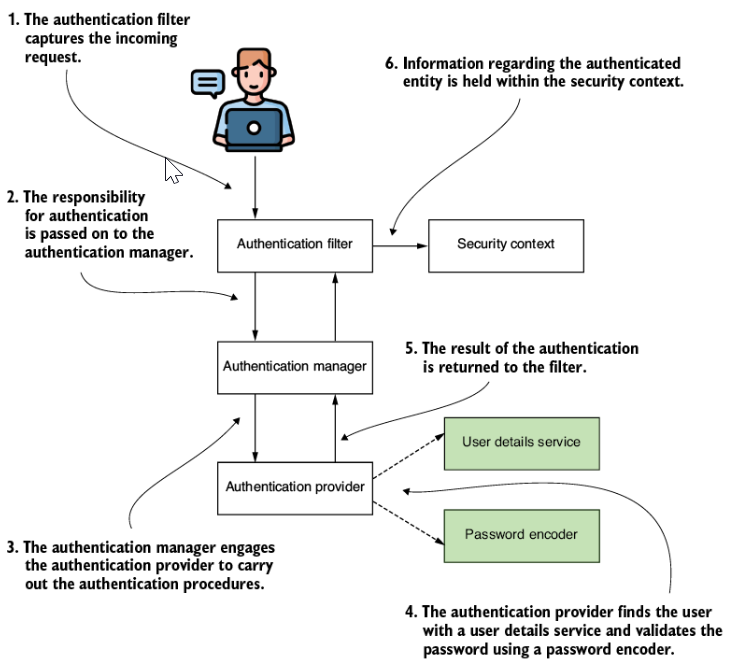 1. The authentication filter
captures the incoming
request.
6. Information regarding the authenticated
entity is held within the security context.
2. The responsibility
for authentication
is passed on to the
authentication manager.
Authentication filter
Security context
Authentication manager
5. The result of the authentication
is returned to the filter.
User details service
Authentication provider
Password encoder
3. The authentication manager engages
the authentication provider to carry
out the authentication procedures.
4. The authentication provider finds the user
with a user details service and validates the
password using a password encoder.